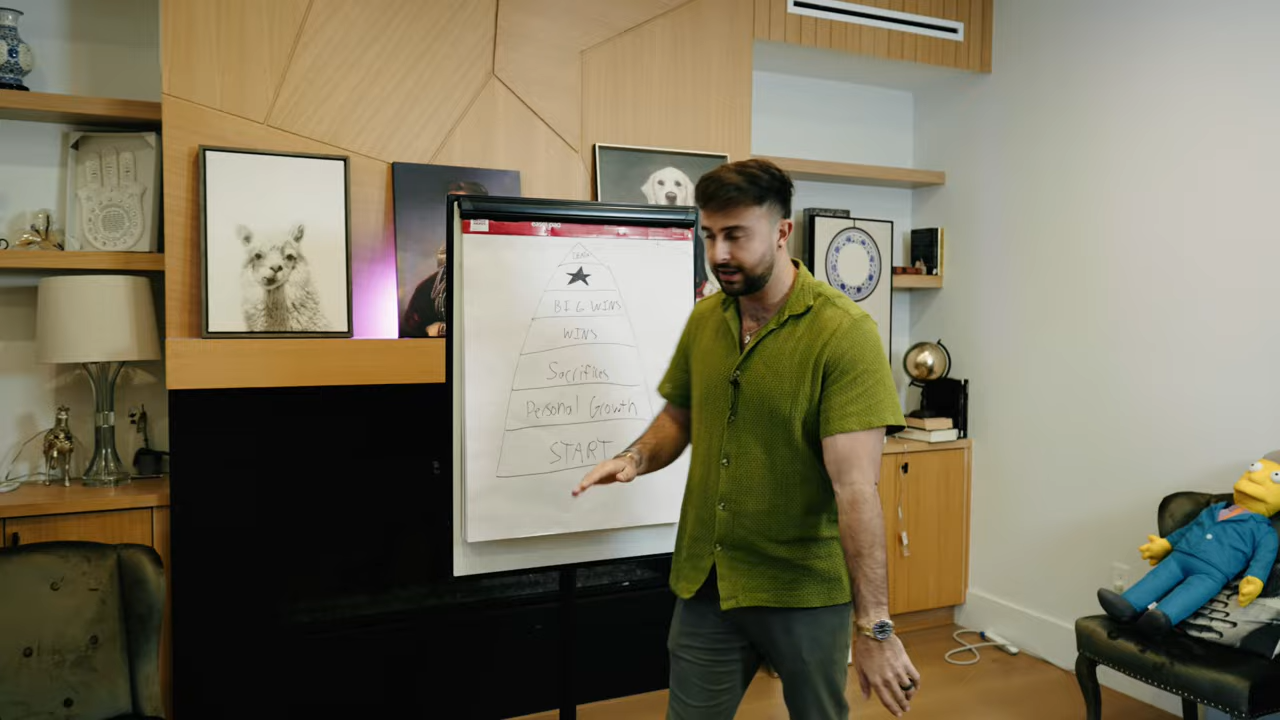 BIG WINS
WINS
Sacrifices
Personal Growth
START